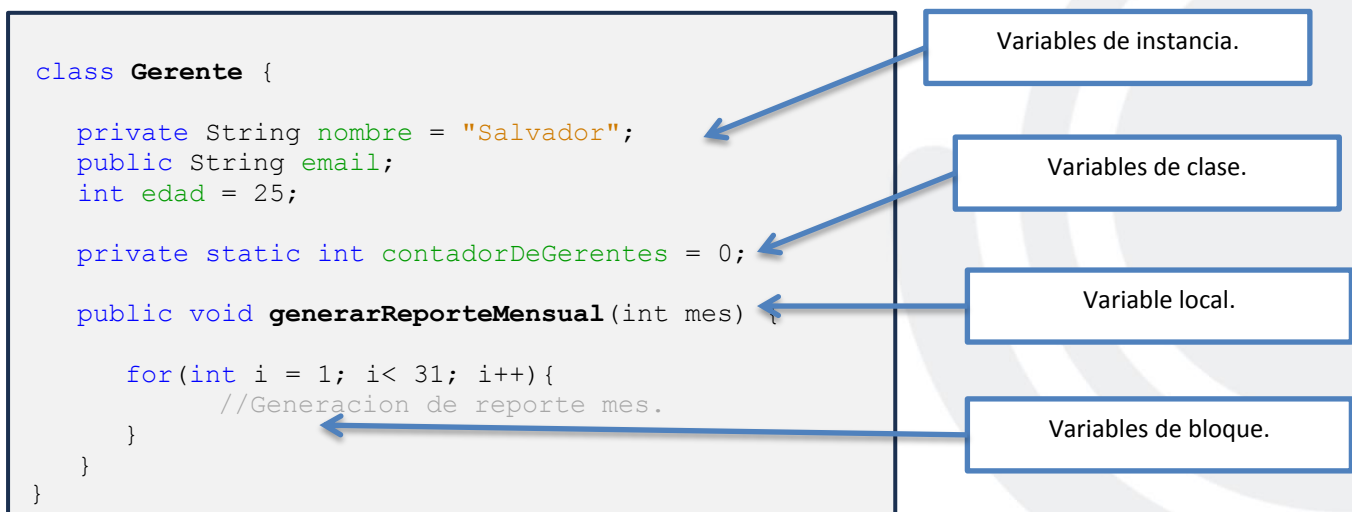 class Gerente {
private String nombre = "Salvador";
public String email;
int edad = 25;
private static int contadorDeGerentes = 0;
public void generarReporteMensual(int mes) {
for(int i = 1; i< 31; i++){
//Generacion de reporte mes.
}
}
}
Variables de instancia.
Variables de clase.
Variable local.
Variables de bloque.